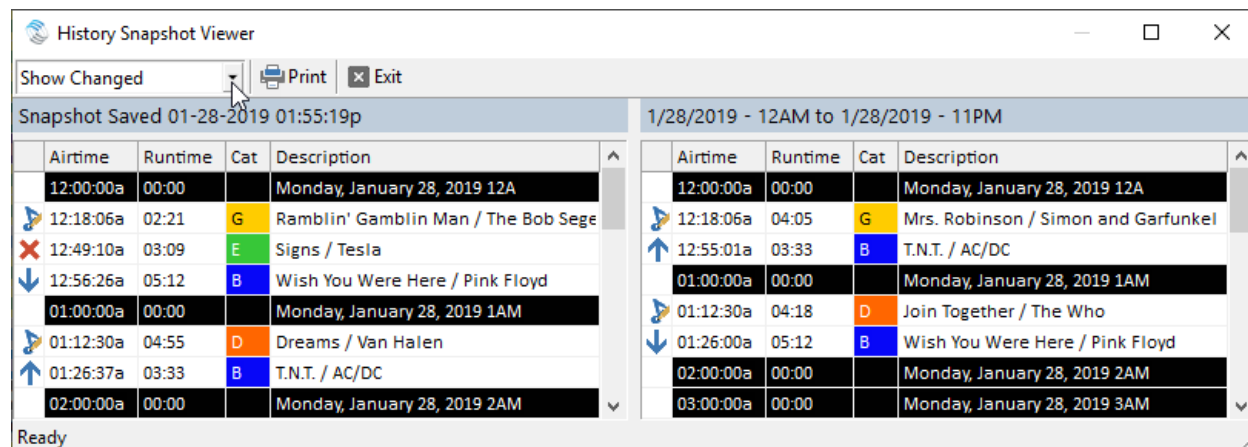 History Snapshot Viewer
Show Changed Print Exit
Snapshot Saved 01-28-2019 01:55:19p
Airtime Runtime Cat Description
12:00:00a 00:00 Monday, January 28, 2019 12A
12:18:06a 02:21 G Ramblin' Gamblin Man / The Bob Sege
12:49:10a 03:09 E Signs / Tesla
12:56:26a 05:12 B Wish You Were Here / Pink Floyd
01:00:00a 00:00 Monday, January 28, 2019 1AM
01:12:30a 04:55 D Dreams / Van Halen
01:26:37a 03:33 B T.N.T. / AC/DC
02:00:00a 00:00 Monday, January 28, 2019 2AM
1/28/2019 - 12AM to 1/28/2019 - 11PM
Airtime Runtime Cat Description
12:00:00a 00:00 Monday, January 28, 2019 12A
12:18:06a 04:05 G Mrs. Robinson / Simon and Garfunkel
12:55:01a 03:33 B T.N.T. / AC/DC
01:00:00a 00:00 Monday, January 28, 2019 1AM
01:12:30a 04:18 D Join Together / The Who
01:26:00a 05:12 B Wish You Were Here / Pink Floyd
02:00:00a 00:00 Monday, January 28, 2019 2AM
03:00:00a 00:00 Monday, January 28, 2019 3AM
Ready